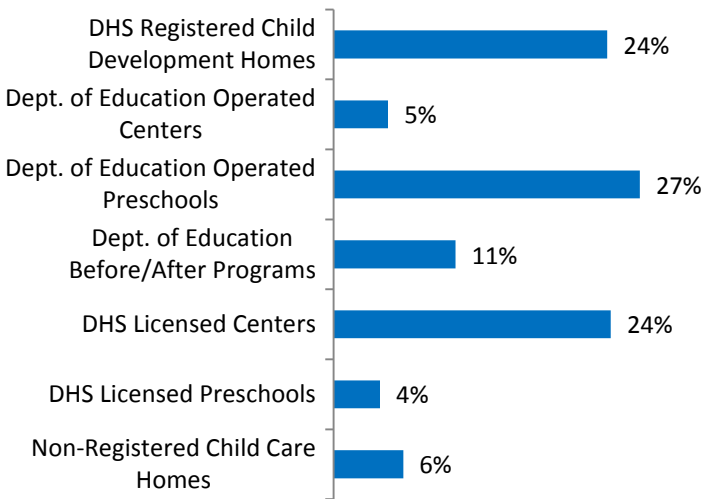 DHS Registered Child
Development Homes
24%
Dept. of Education Operated
Centers
5%
Dept. of Education Operated
Preschools
27%
Dept. of Education
Before/After Programs
11%
DHS Licensed Centers
24%
DHS Licensed Preschools
4%
Non-Registered Child Care
Homes
6%